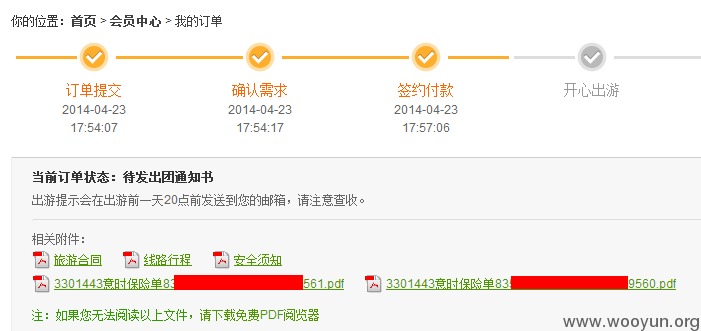 你的位置：首页 > 会员中心 > 我的订单
订单提交 确认需求 签约付款 开心出游
2014-04-23 2014-04-23 2014-04-23
17:54:07 17:54:17 17:57:06
当前订单状态：待发出团通知书
出游提示会在出游前一天20点前发送到您的邮箱，请注意查收。
相关附件：
旅游合同 线路行程 安全须知
3301443意时保险单83 561.pdf 3301443意时保险单83 9560.pdf
注：如果您无法阅读以上文件，请下载免费PDF阅览器
www.wooyun.org